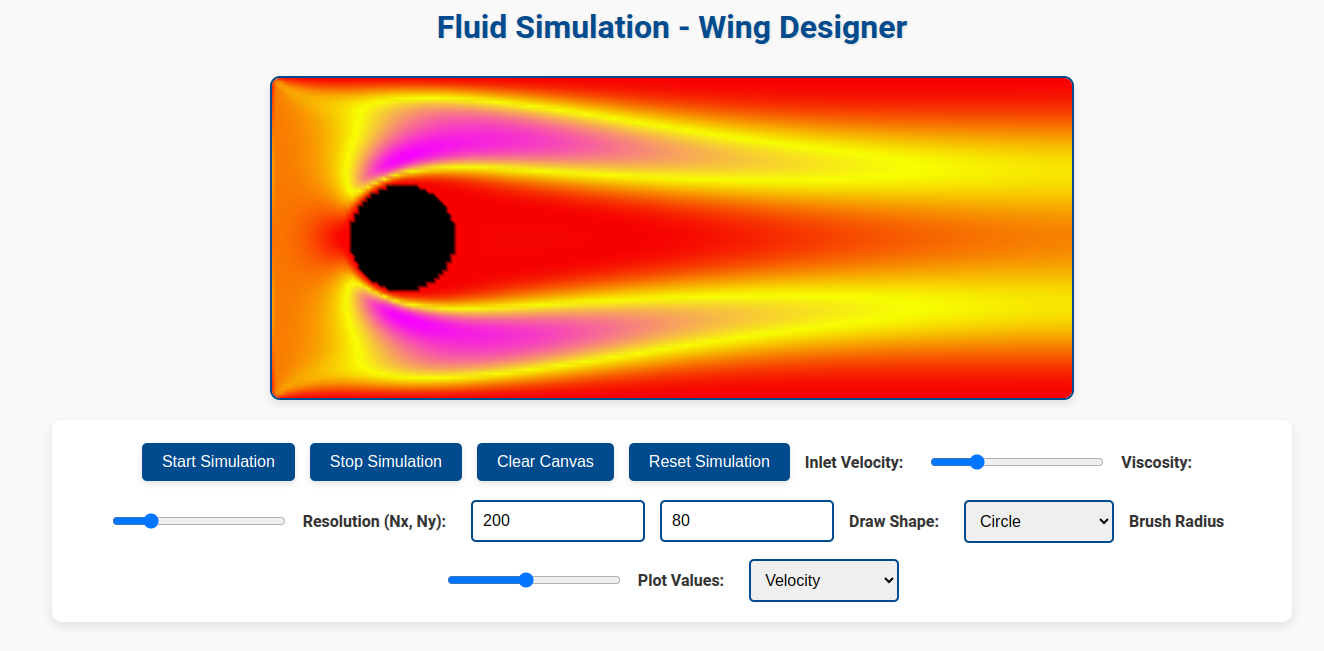 Fluid Simulation - Wing Designer
Start Simulation Stop Simulation Clear Canvas Reset Simulation Inlet Velocity: Viscosity:
Resolution (Nx, Ny): 200 80 Draw Shape: Circle Brush Radius
Plot Values: Velocity